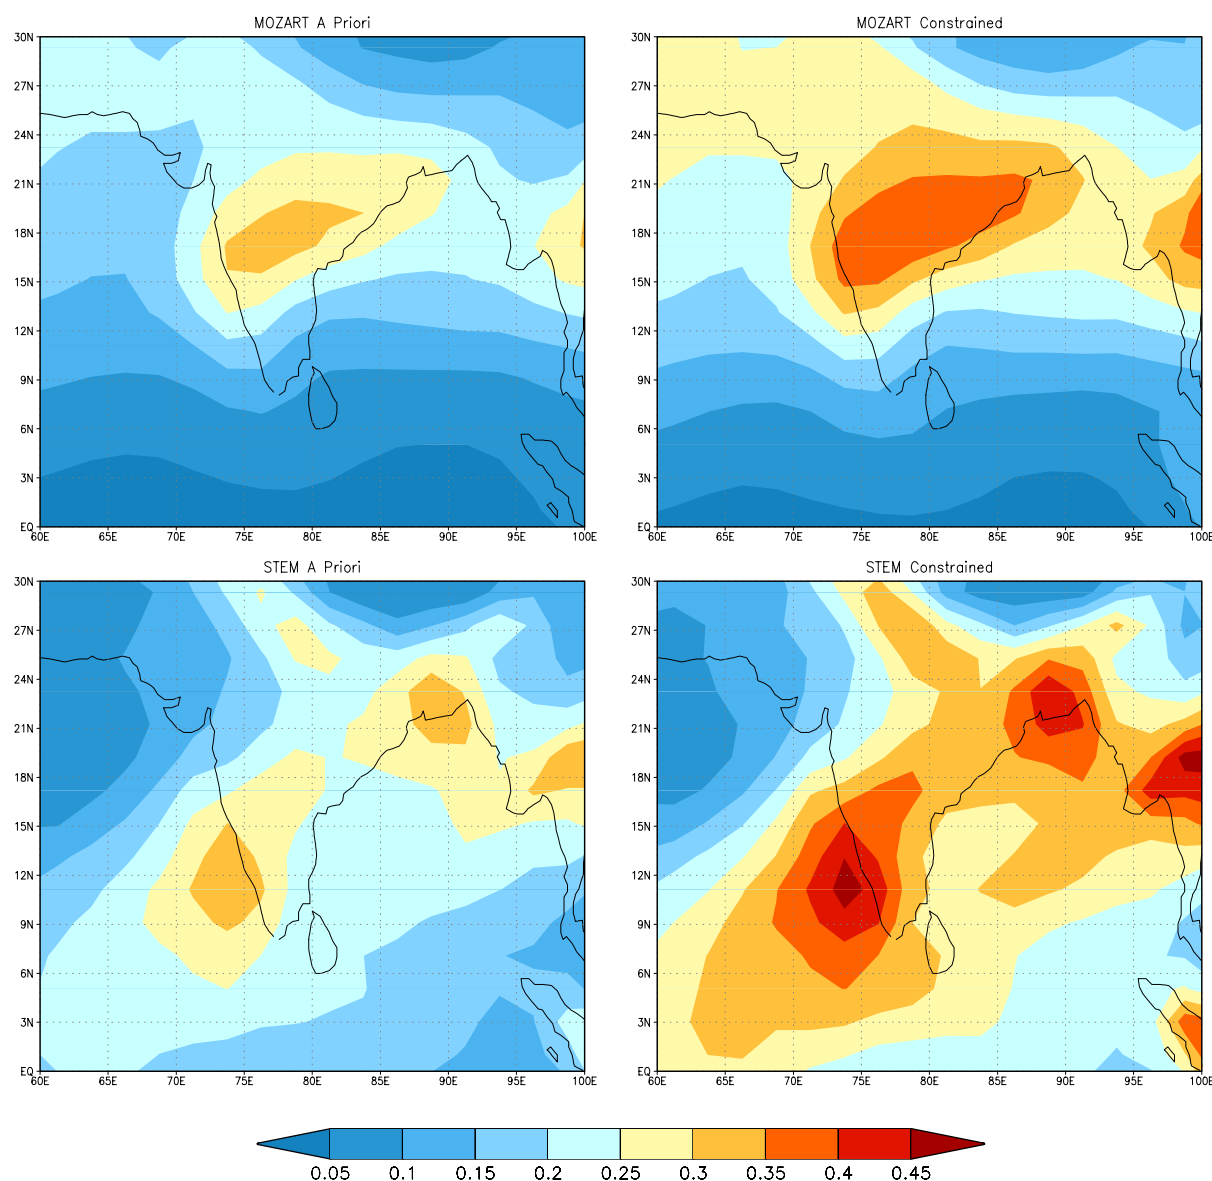 MOZART A Priori
MOZART Constrained
30N
27N
24N
21N
18N
15N
12N
9N
6N
3N
EQ
60E 65E 70E 75E 80E 85E 90E 95E 100E
30N
27N
24N
21N
18N
15N
12N
9N
6N
3N
EQ
60E 65E 70E 75E 80E 85E 90E 95E 100E
STEM A Priori
STEM Constrained
30N
27N
24N
21N
18N
15N
12N
9N
6N
3N
EQ
60E 65E 70E 75E 80E 85E 90E 95E 100E
30N
27N
24N
21N
18N
15N
12N
9N
6N
3N
EQ
60E 65E 70E 75E 80E 85E 90E 95E 100E
0.05 0.1 0.15 0.2 0.25 0.3 0.35 0.4 0.45